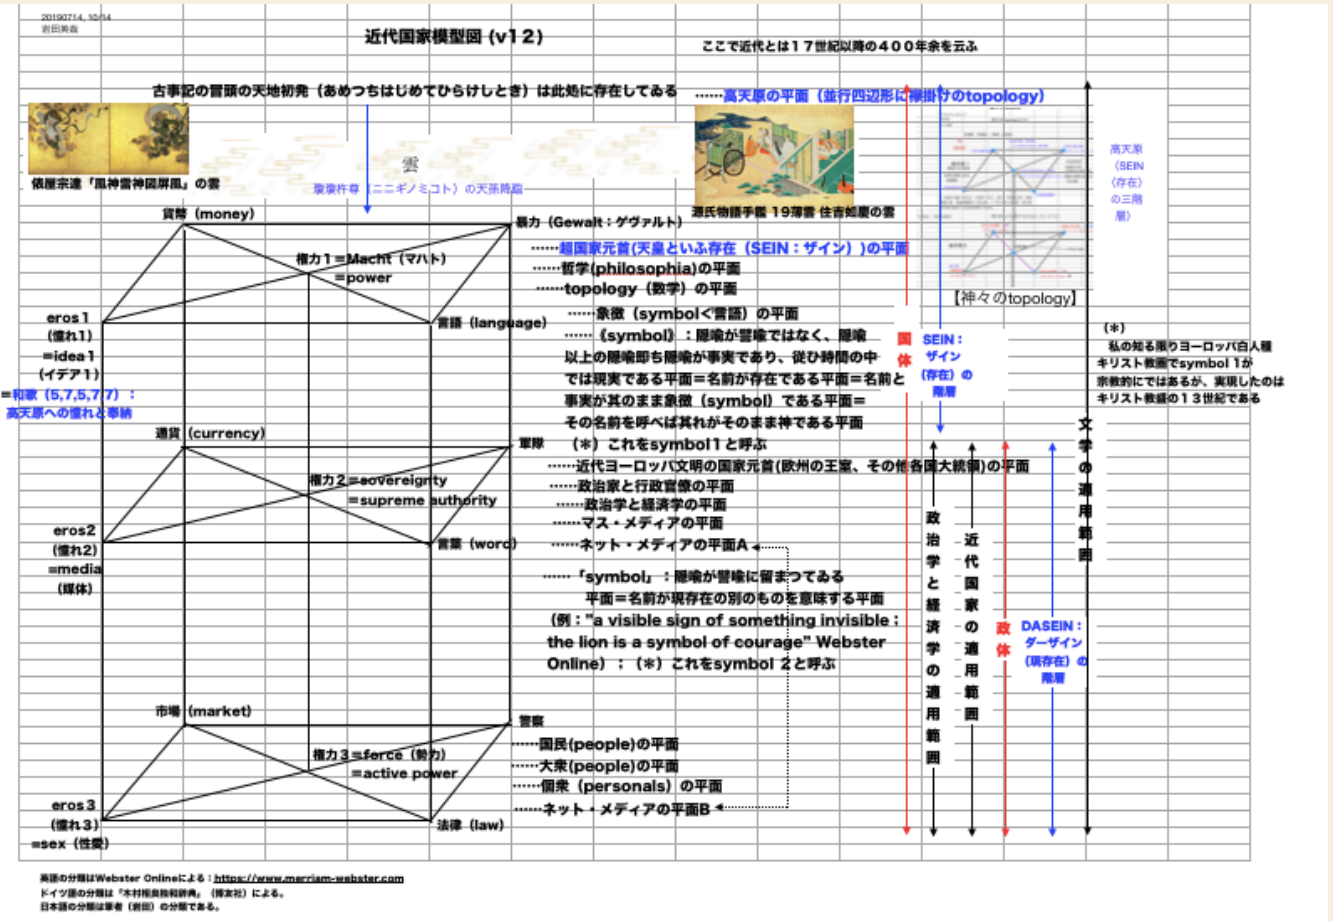 20190714, 10/14
岩田英哉
近代国家模型図 (v12)
ここで近代とは17世紀以降の400年余を云ふ
古事記の冒頭の天地初発（あめつちはじめてひらけしとき）は此処に存在してゐる
……高天原の平面（並行四辺形に襷掛けのtopology）
雲
俵屋宗達「風神雷神図屏風」の雲
瓊瓊杵尊（ニニギノミコト）の天孫降臨
源氏物語手鑑 19薄雲 住吉如慶の雲
高天原
（SEIN
（存在）
の三階
層）
【神々のtopology】
貨幣（money)
暴力（Gewalt：ゲヴァルト）
権力1＝Macht（マハト）
＝power
eros1
(憧れ1)
＝idea1
(イデア1）
言語（language)
＝和歌（5,7,5,7,7）：
高天原への憧れと奉納
……超国家元首(天皇といふ存在（SEIN：ザイン）)の平面
……哲学(philosophia)の平面
……topology（数学）の平面
……象徴（symbol＜言語）の平面
……《symbol》：隠喩が譬喩ではなく、隠喩
以上の隠喩即ち隠喩が事実であり、従ひ時間の中
では現実である平面＝名前が存在である平面＝名前と
事実が其のまま象徴（symbol）である平面＝
その名前を呼べば其れがそのまま神である平面
（＊）これをsymbol1と呼ぶ
国体
SEIN：
ザイン
（存在）の
階層
（＊）
私の知る限りヨーロッパ白人種
キリスト教圏でsymbol 1が
宗教的にではあるが、実現したのは
キリスト教盛の13世紀である
文学の適用範囲
通貨（currency)
軍隊
権力2＝sovereignty
＝supreme authority
eros2
(憧れ2)
＝media
(媒体）
言葉（word)
……近代ヨーロッパ文明の国家元首(欧州の王室、その他各国大統領)の平面
……政治家と行政官僚の平面
……政治学と経済学の平面
……マス・メディアの平面
……ネット・メディアの平面A
……「symbol」：隠喩が譬喩に留まつてゐる
平面＝名前が現存在の別のものを意味する平面
（例："a visible sign of something invisible；
the lion is a symbol of courage" Webster
Online）：（＊）これをsymbol 2と呼ぶ
政治学と経済学の適用範囲
近代国家の適用範囲
政体
DASEIN：
ダーザイン
（現存在）の
階層
市場（market)
警察
権力3＝force（勢力）
＝active power
eros3
(憧れ3)
＝sex（性愛）
法律（law）
……国民(people)の平面
……大衆(people)の平面
……個衆（personals）の平面
……ネット・メディアの平面B
英語の分類はWebster Onlineによる：https://www.merriam-webster.com
ドイツ語の分類は『木村相良独和辞典』（博友社）による。
日本語の分類は筆者（岩田）の分類である。